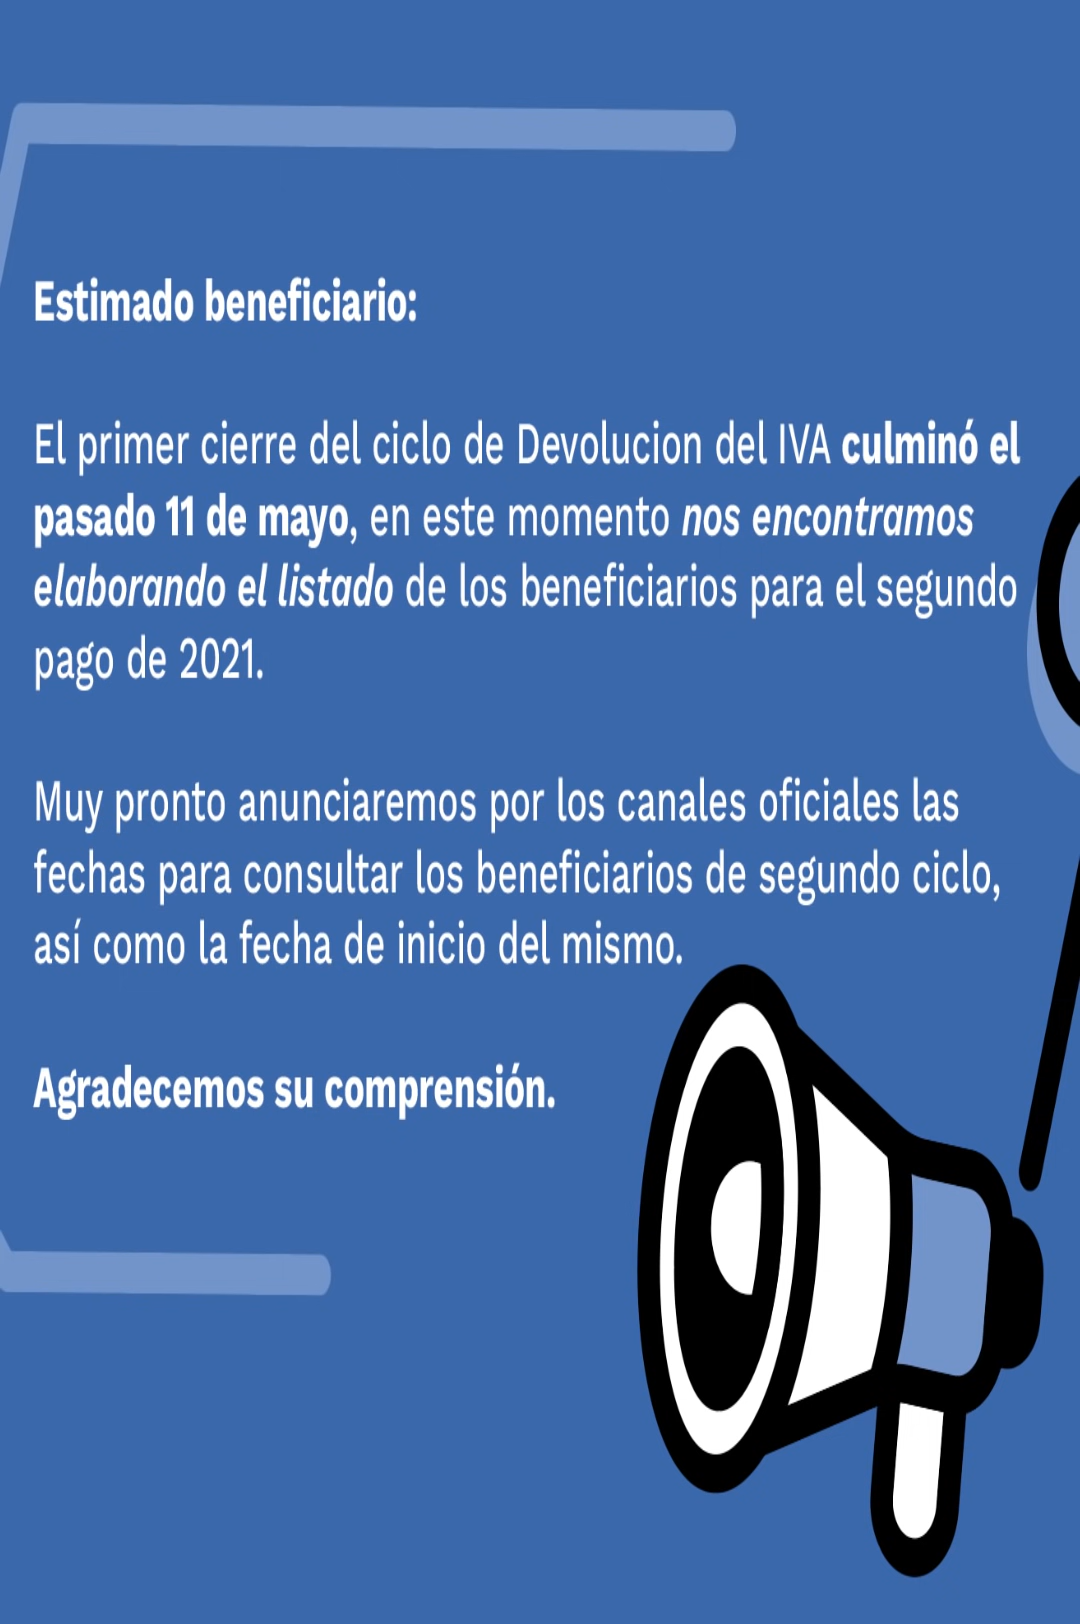 Estimado beneficiario:
El primer cierre del ciclo de Devolucion del IVA culminó el
pasado 11 de mayo, en este momento nos encontramos
elaborando el listado de los beneficiarios para el segundo
pago de 2021.
Muy pronto anunciaremos por los canales oficiales las
fechas para consultar los beneficiarios de segundo ciclo,
así como la fecha de inicio del mismo.
Agradecemos su comprensión.